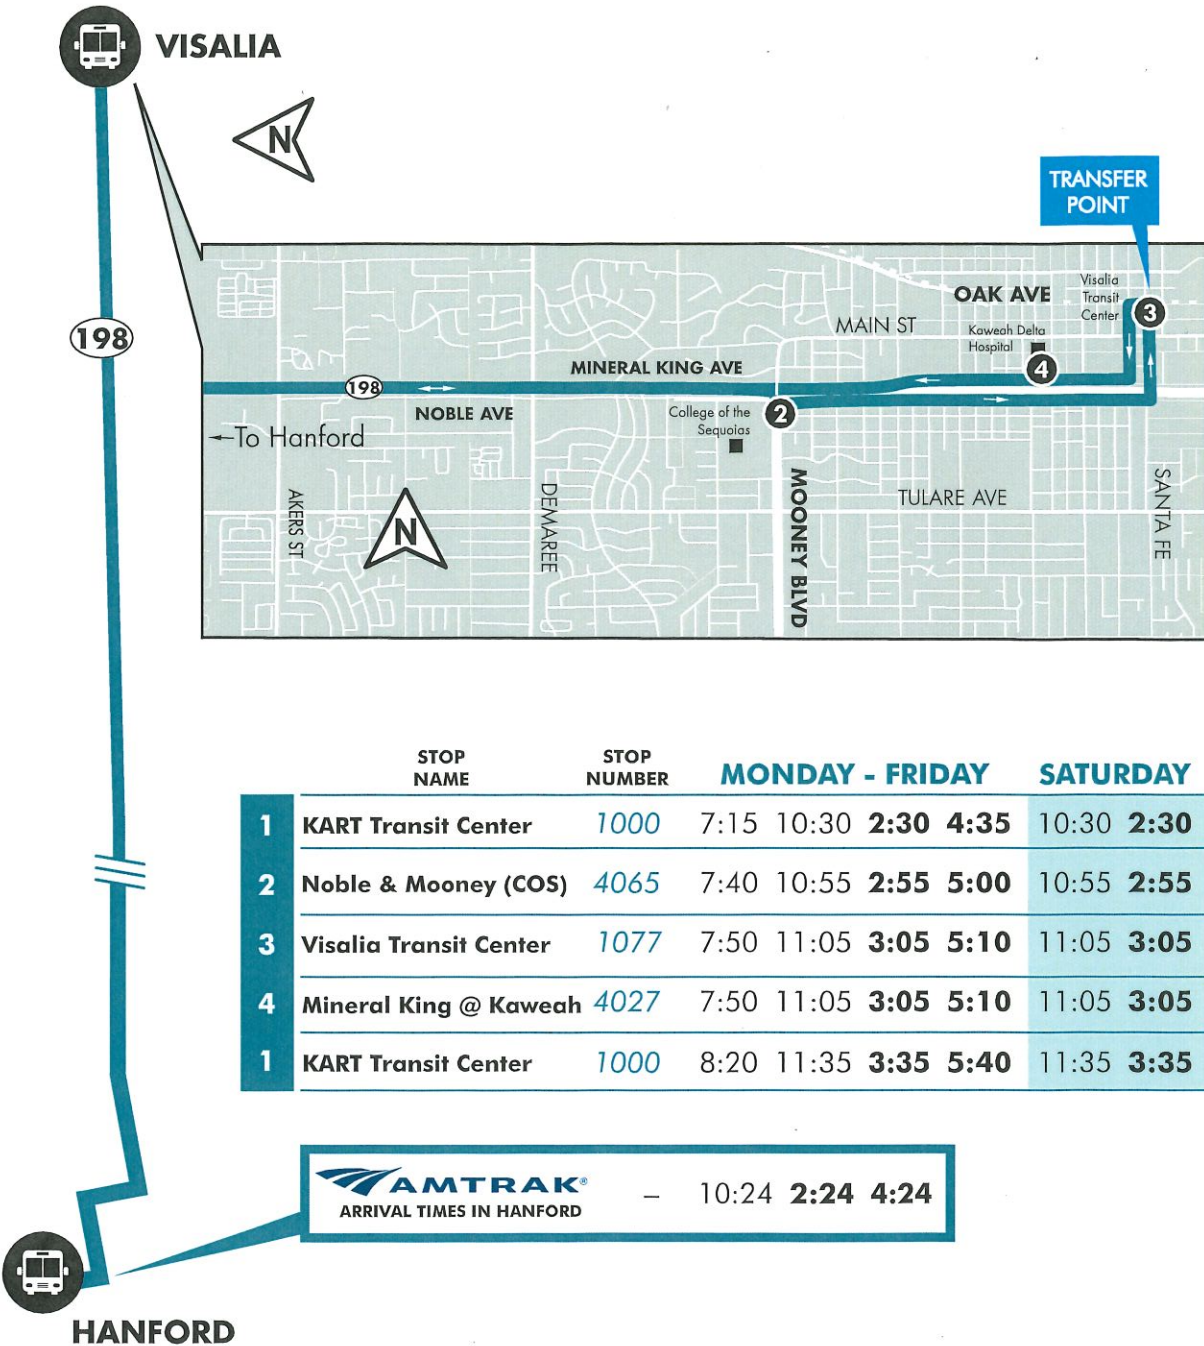 VISALIA
N
TRANSFER
POINT
198
OAK AVE
Visalia
Transit
Center
3
MAIN ST
Kaweah Delta
Hospital
4
MINERAL KING AVE
198
NOBLE AVE
College of the
Sequoias
2
←To Hanford
AKERS ST
N
DEMAREE
MOONEY BLVD
TULARE AVE
SANTA FE
STOP
NAME
STOP
NUMBER
MONDAY - FRIDAY
SATURDAY
1 KART Transit Center 1000 7:15 10:30 2:30 4:35 10:30 2:30
2 Noble & Mooney (COS) 4065 7:40 10:55 2:55 5:00 10:55 2:55
3 Visalia Transit Center 1077 7:50 11:05 3:05 5:10 11:05 3:05
4 Mineral King @ Kaweah 4027 7:50 11:05 3:05 5:10 11:05 3:05
1 KART Transit Center 1000 8:20 11:35 3:35 5:40 11:35 3:35
AMTRAK®
ARRIVAL TIMES IN HANFORD
– 10:24 2:24 4:24
HANFORD